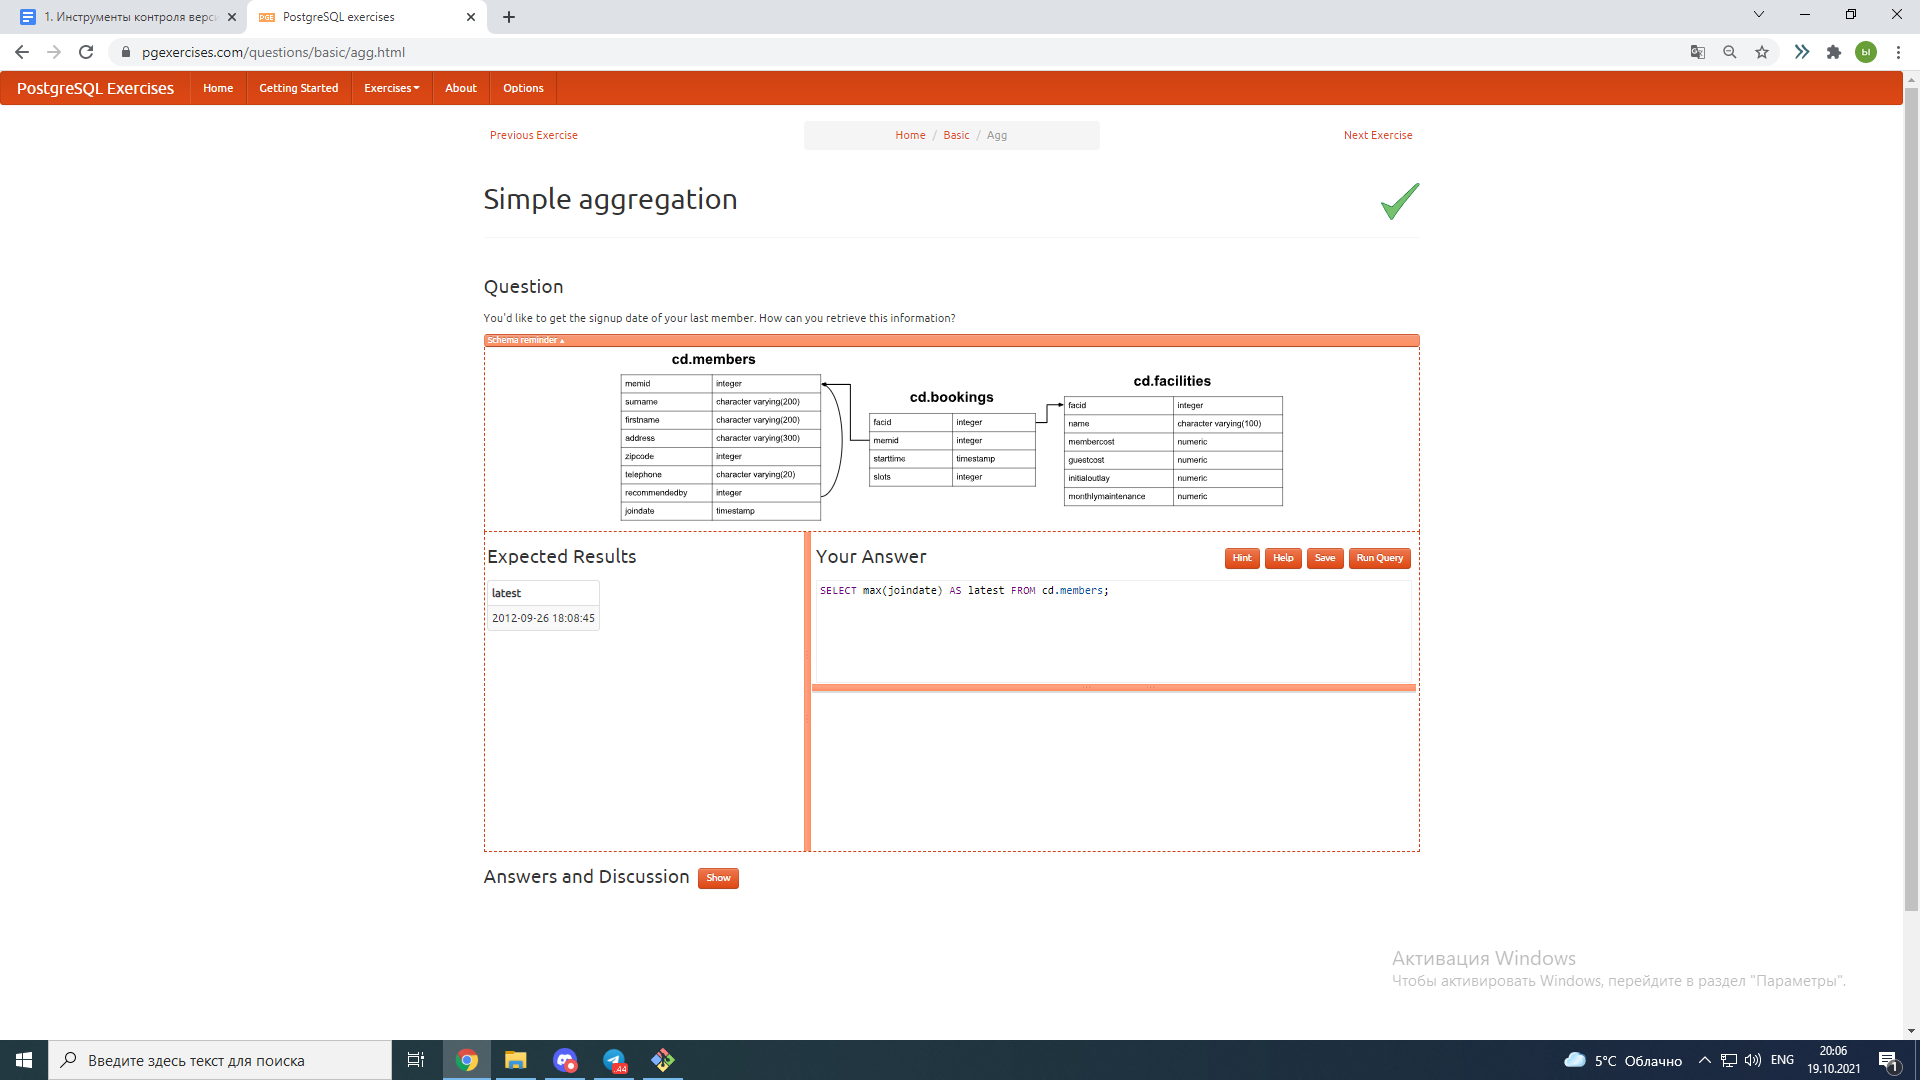 1. Инструменты контроля верс
PGE PostgreSQL exercises
pgexercises.com/questions/basic/agg.html
ы
PostgreSQL Exercises
Home
Getting Started
Exercises
About
Options
Previous Exercise
Home / Basic / Agg
Next Exercise
Simple aggregation
Question
You'd like to get the signup date of your last member. How can you retrieve this information?
Schema reminder
cd.members
memid integer
surname character varying(200)
firstname character varying(200)
address character varying(300)
zipcode integer
telephone character varying(20)
recommendedby integer
joindate timestamp
cd.bookings
facid integer
memid integer
starttime timestamp
slots integer
cd.facilities
facid integer
name character varying(100)
membercost numeric
guestcost numeric
initialoutlay numeric
monthlymaintenance numeric
Expected Results
latest
2012-09-26 18:08:45
Your Answer
Hint
Help
Save
Run Query
SELECT max(joindate) AS latest FROM cd.members;
Answers and Discussion
Show
Активация Windows
Чтобы активировать Windows, перейдите в раздел "Параметры".
Введите здесь текст для поиска
44
5°C Облачно
ENG
20:06
19.10.2021
1